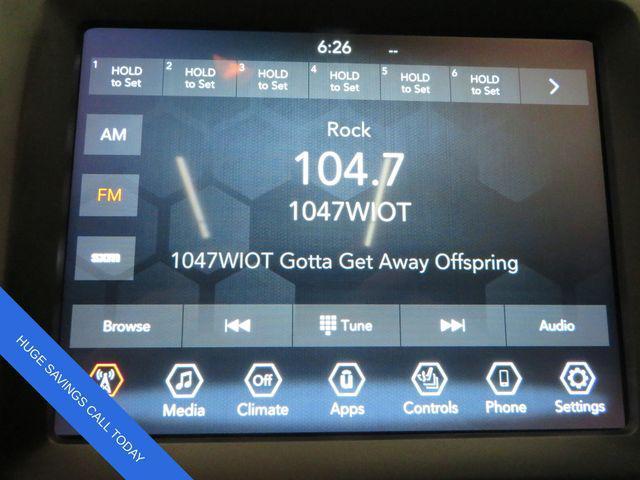 6:26 --
1 HOLD to Set 2 HOLD to Set 3 HOLD to Set 4 HOLD to Set 5 HOLD to Set 6 HOLD to Set >
AM
Rock
104.7
FM
1047WIOT
sxm
1047WIOT Gotta Get Away Offspring
Browse Tune Audio
Off
Media Climate Apps Controls Phone Settings
HUGE SAVINGS CALL TODAY